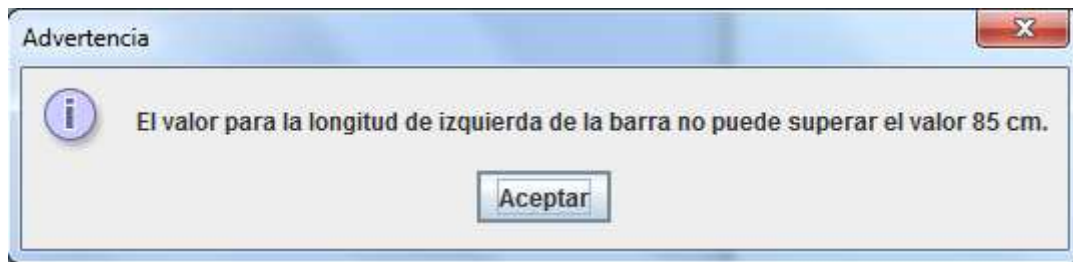 Advertencia
El valor para la longitud de izquierda de la barra no puede superar el valor 85 cm.
Aceptar